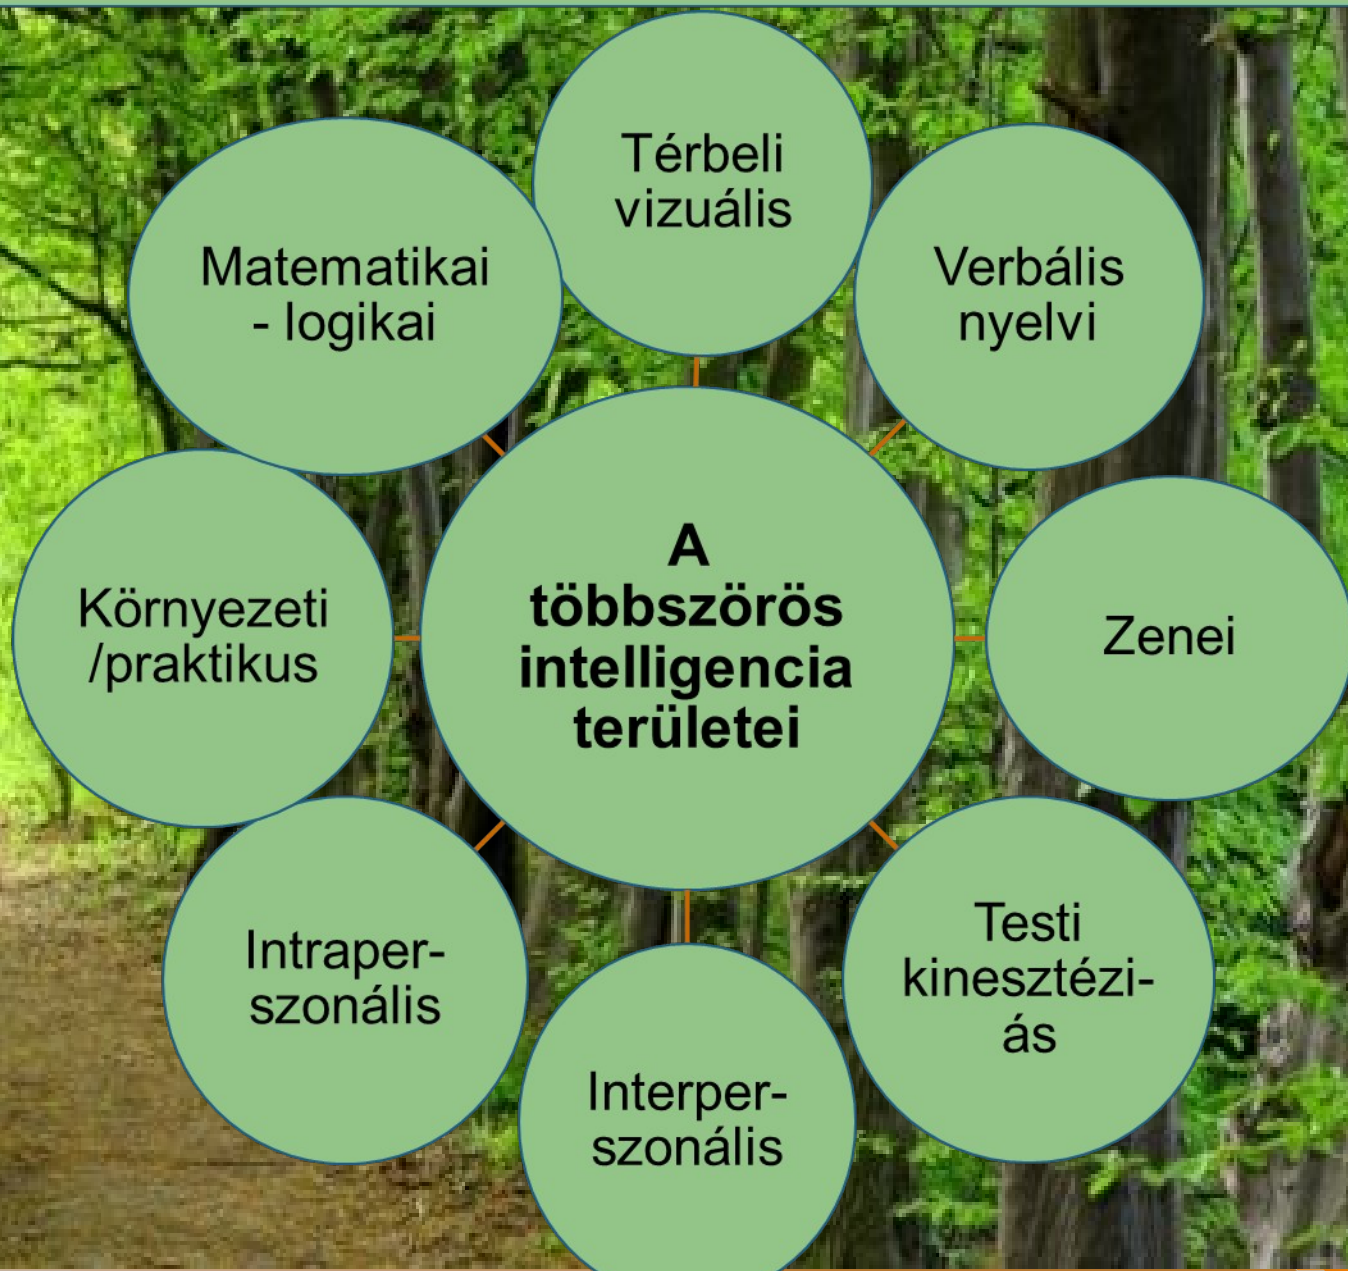 Térbeli
vizuális
Verbális
nyelvi
Zenei
Testi
kinesztézi-
ás
Interper-
szonális
Intraper-
szonális
Környezeti
/praktikus
Matematikai
- logikai
A
többszörös
intelligencia
területei